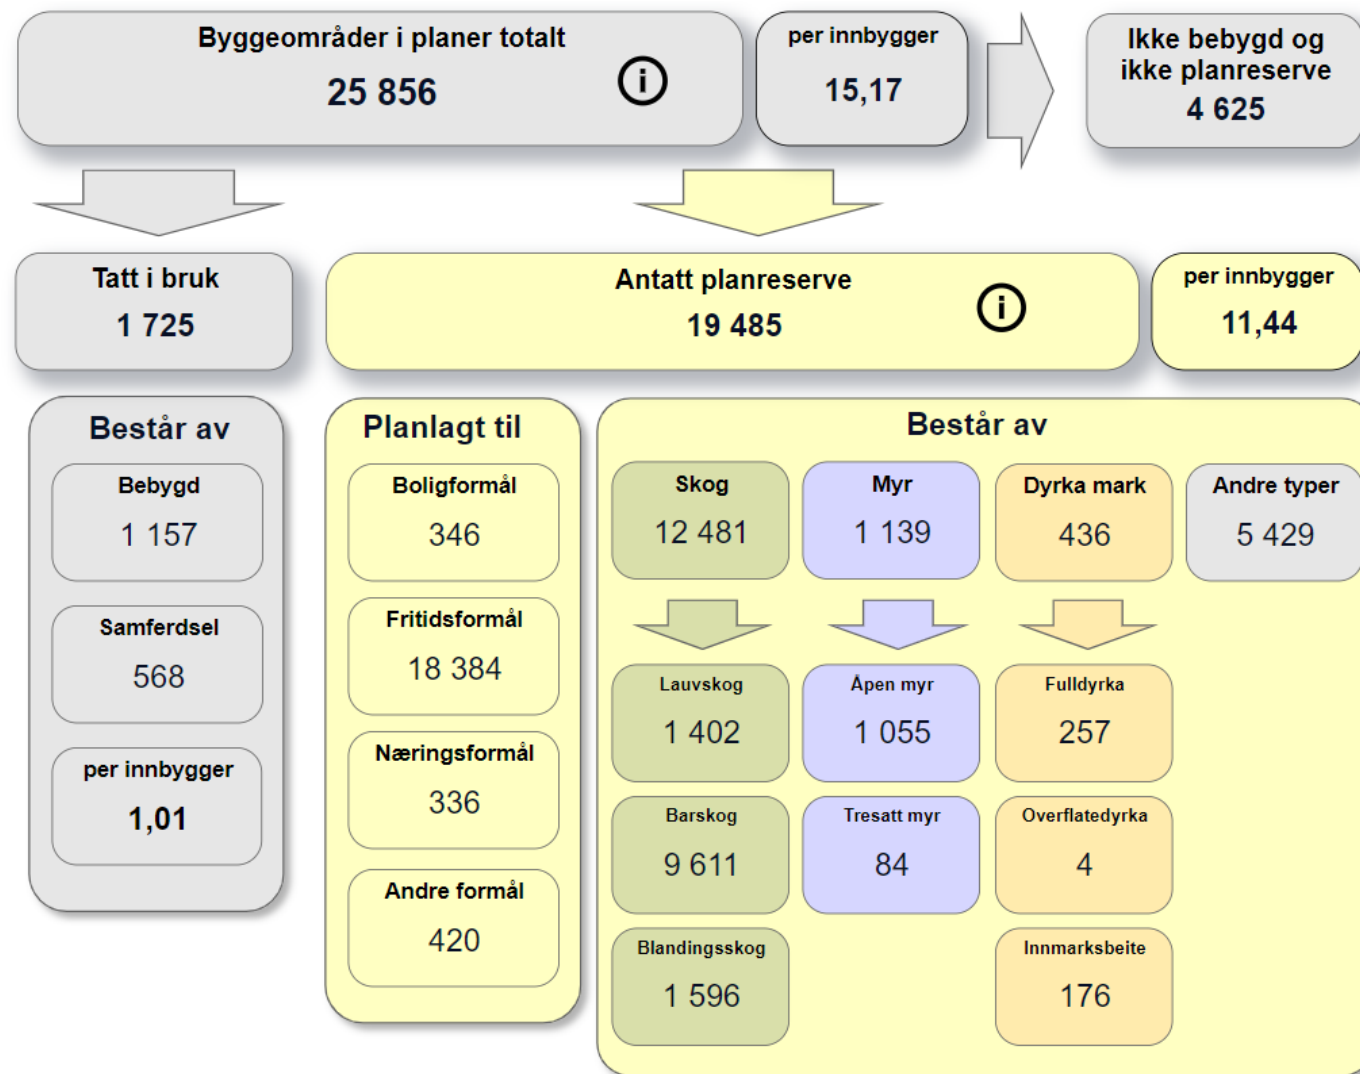 Byggeområder i planer totalt
25 856
i
per innbygger
15,17
Ikke bebygd og
ikke planreserve
4 625
Tatt i bruk
1 725
Antatt planreserve
19 485
i
per innbygger
11,44
Består av
Bebygd
1 157
Samferdsel
568
per innbygger
1,01
Planlagt til
Boligformål
346
Fritidsformål
18 384
Næringsformål
336
Andre formål
420
Består av
Skog
12 481
Myr
1 139
Dyrka mark
436
Andre typer
5 429
Lauvskog
1 402
Åpen myr
1 055
Fulldyrka
257
Barskog
9 611
Tresatt myr
84
Overflatedyrka
4
Blandingsskog
1 596
Innmarksbeite
176